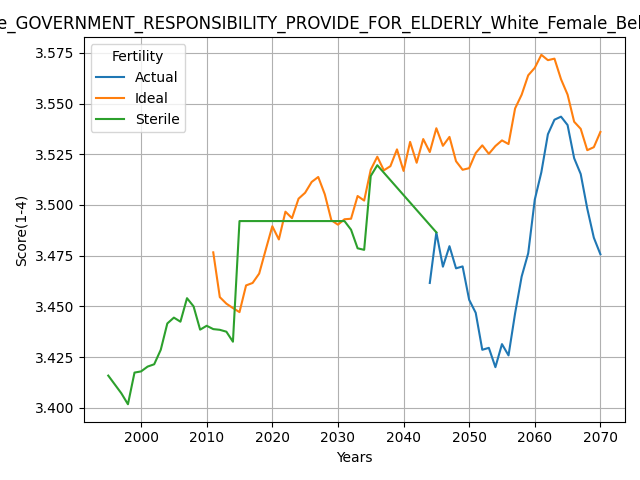 e_GOVERNMENT_RESPONSIBILITY_PROVIDE_FOR_ELDERLY_White_Female_Bel
Fertility
Actual
Ideal
Sterile
Score(1-4)
3.575
3.550
3.525
3.500
3.475
3.450
3.425
3.400
2000 2010 2020 2030 2040 2050 2060 2070
Years